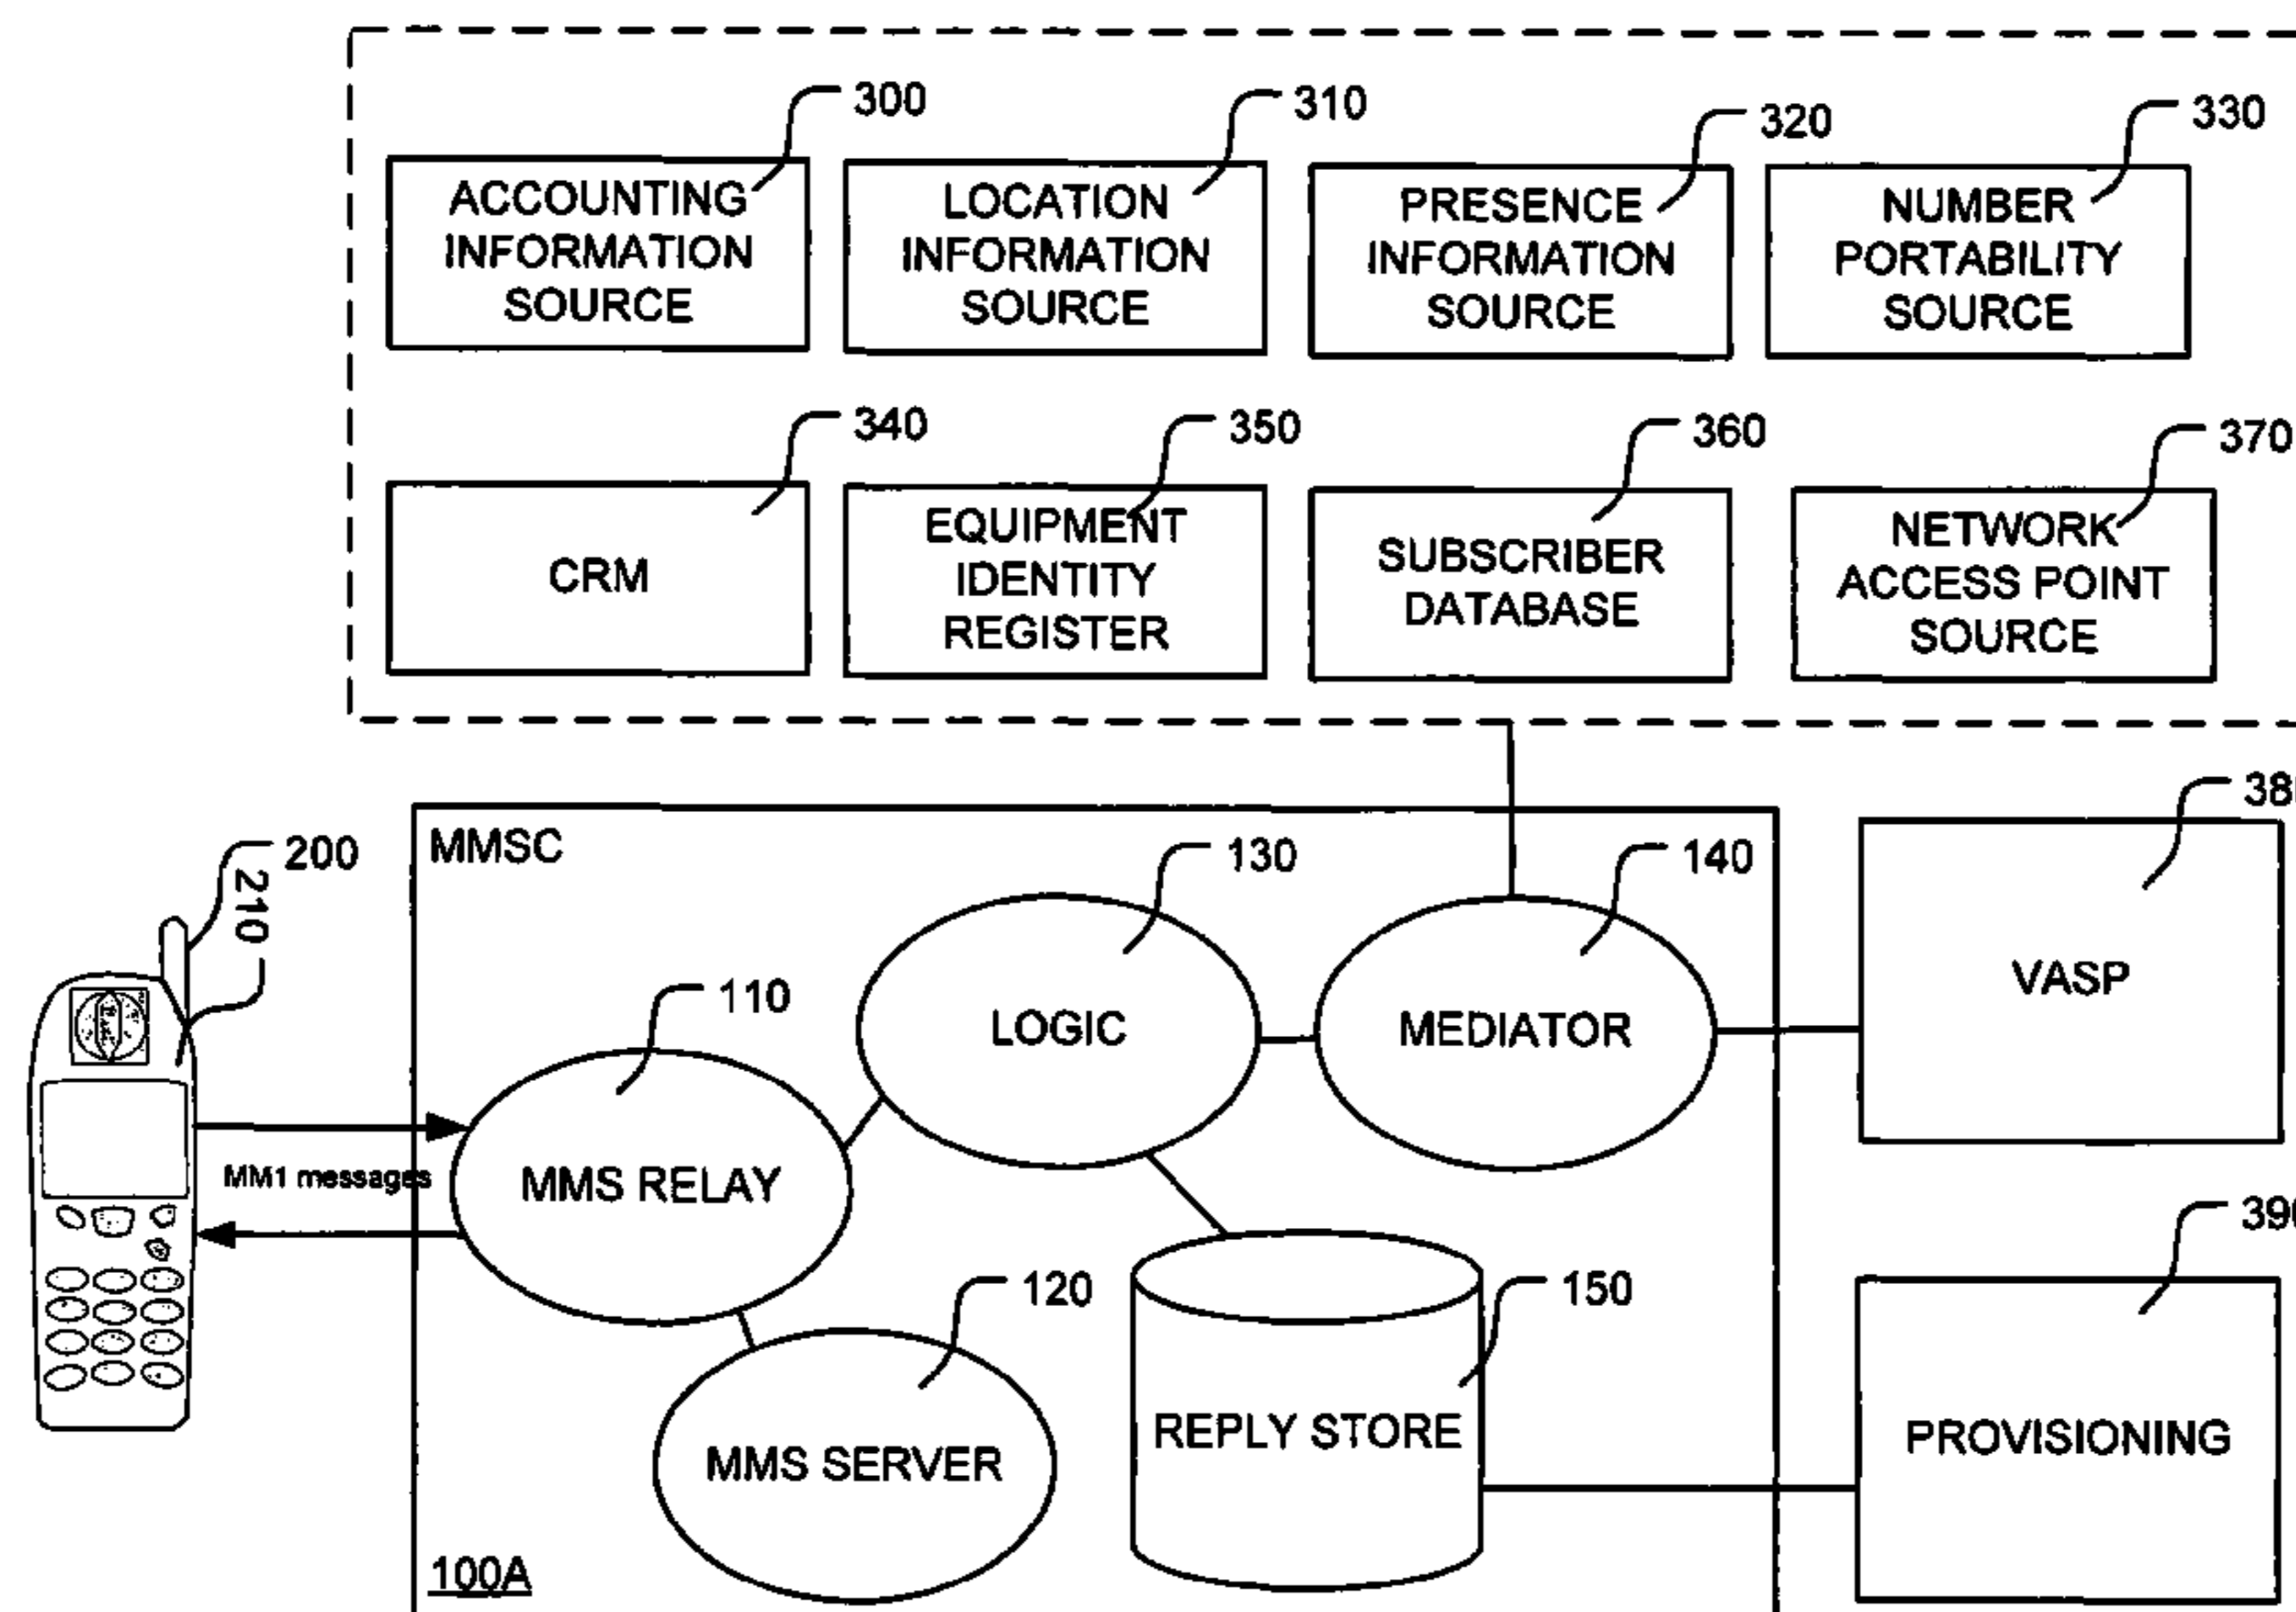 300
310
320
330
ACCOUNTING
INFORMATION
SOURCE
LOCATION
INFORMATION
SOURCE
PRESENCE
INFORMATION
SOURCE
NUMBER
PORTABILITY
SOURCE
340
350
360
370
CRM
EQUIPMENT
IDENTITY
REGISTER
SUBSCRIBER
DATABASE
NETWORK
ACCESS POINT
SOURCE
38
MMSC
200
210
130
140
VASP
110
LOGIC
MEDIATOR
MM1 messages
MMS RELAY
390
120
150
REPLY STORE
PROVISIONING
MMS SERVER
100A